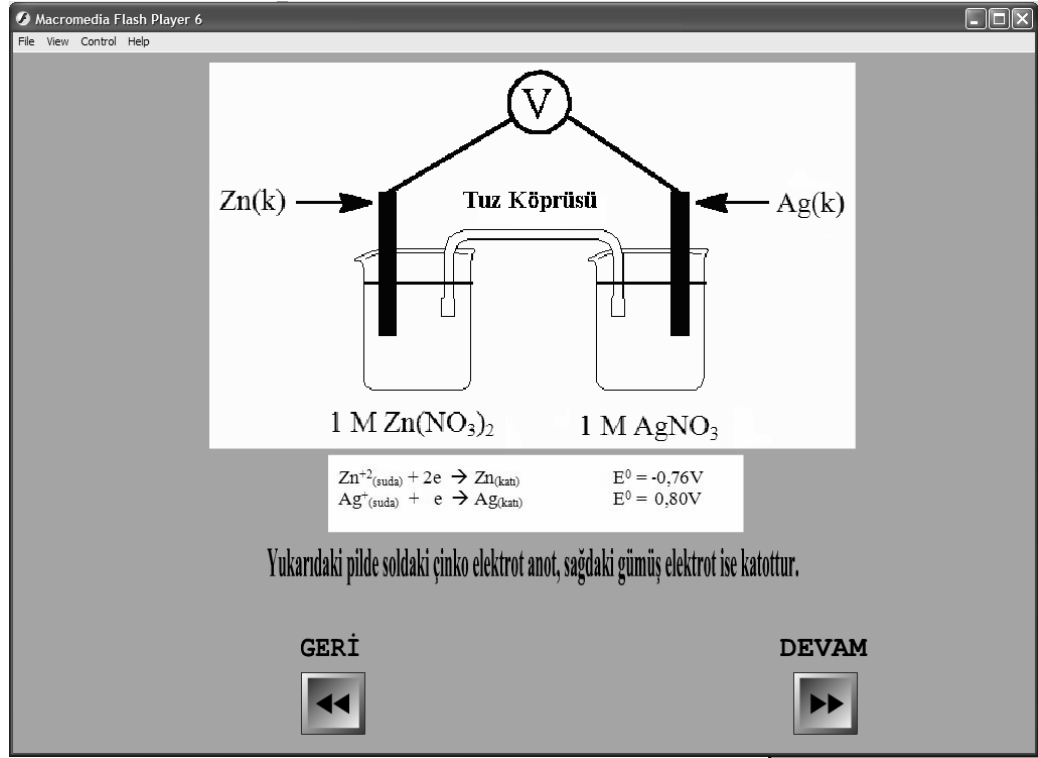 Macromedia Flash Player 6
File View Control Help
V
Zn(k) Tuz Köprüsü Ag(k)
1 M Zn(NO₃)₂ 1 M AgNO₃
Zn⁺²(suda) + 2e → Zn(katı) E⁰ = -0,76V
Ag⁺(suda) + e → Ag(katı) E⁰ = 0,80V
Yukarıdaki pilde soldaki çinko elektrot anot, sağdaki gümüş elektrot ise katottur.
GERİ DEVAM